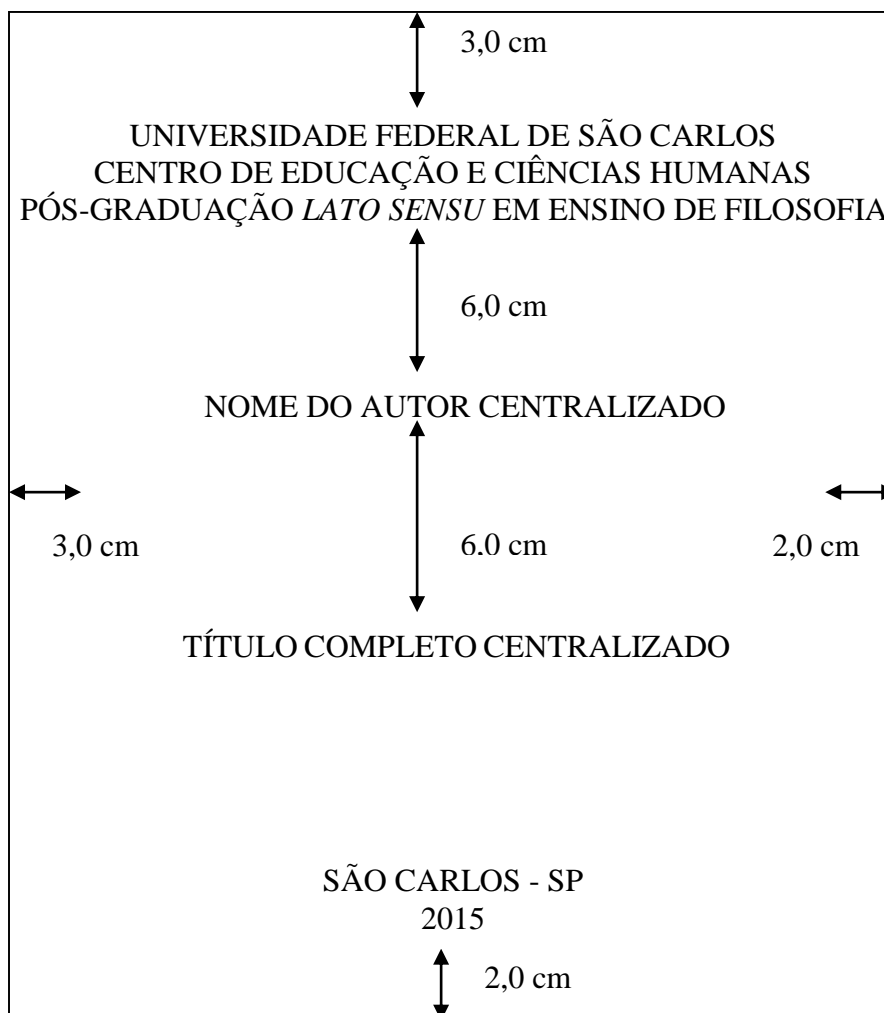 3,0 cm
UNIVERSIDADE FEDERAL DE SÃO CARLOS
CENTRO DE EDUCAÇÃO E CIÊNCIAS HUMANAS
PÓS-GRADUAÇÃO LATO SENSU EM ENSINO DE FILOSOFIA
6,0 cm
NOME DO AUTOR CENTRALIZADO
3,0 cm 6,0 cm 2,0 cm
TÍTULO COMPLETO CENTRALIZADO
SÃO CARLOS - SP
2015
2,0 cm